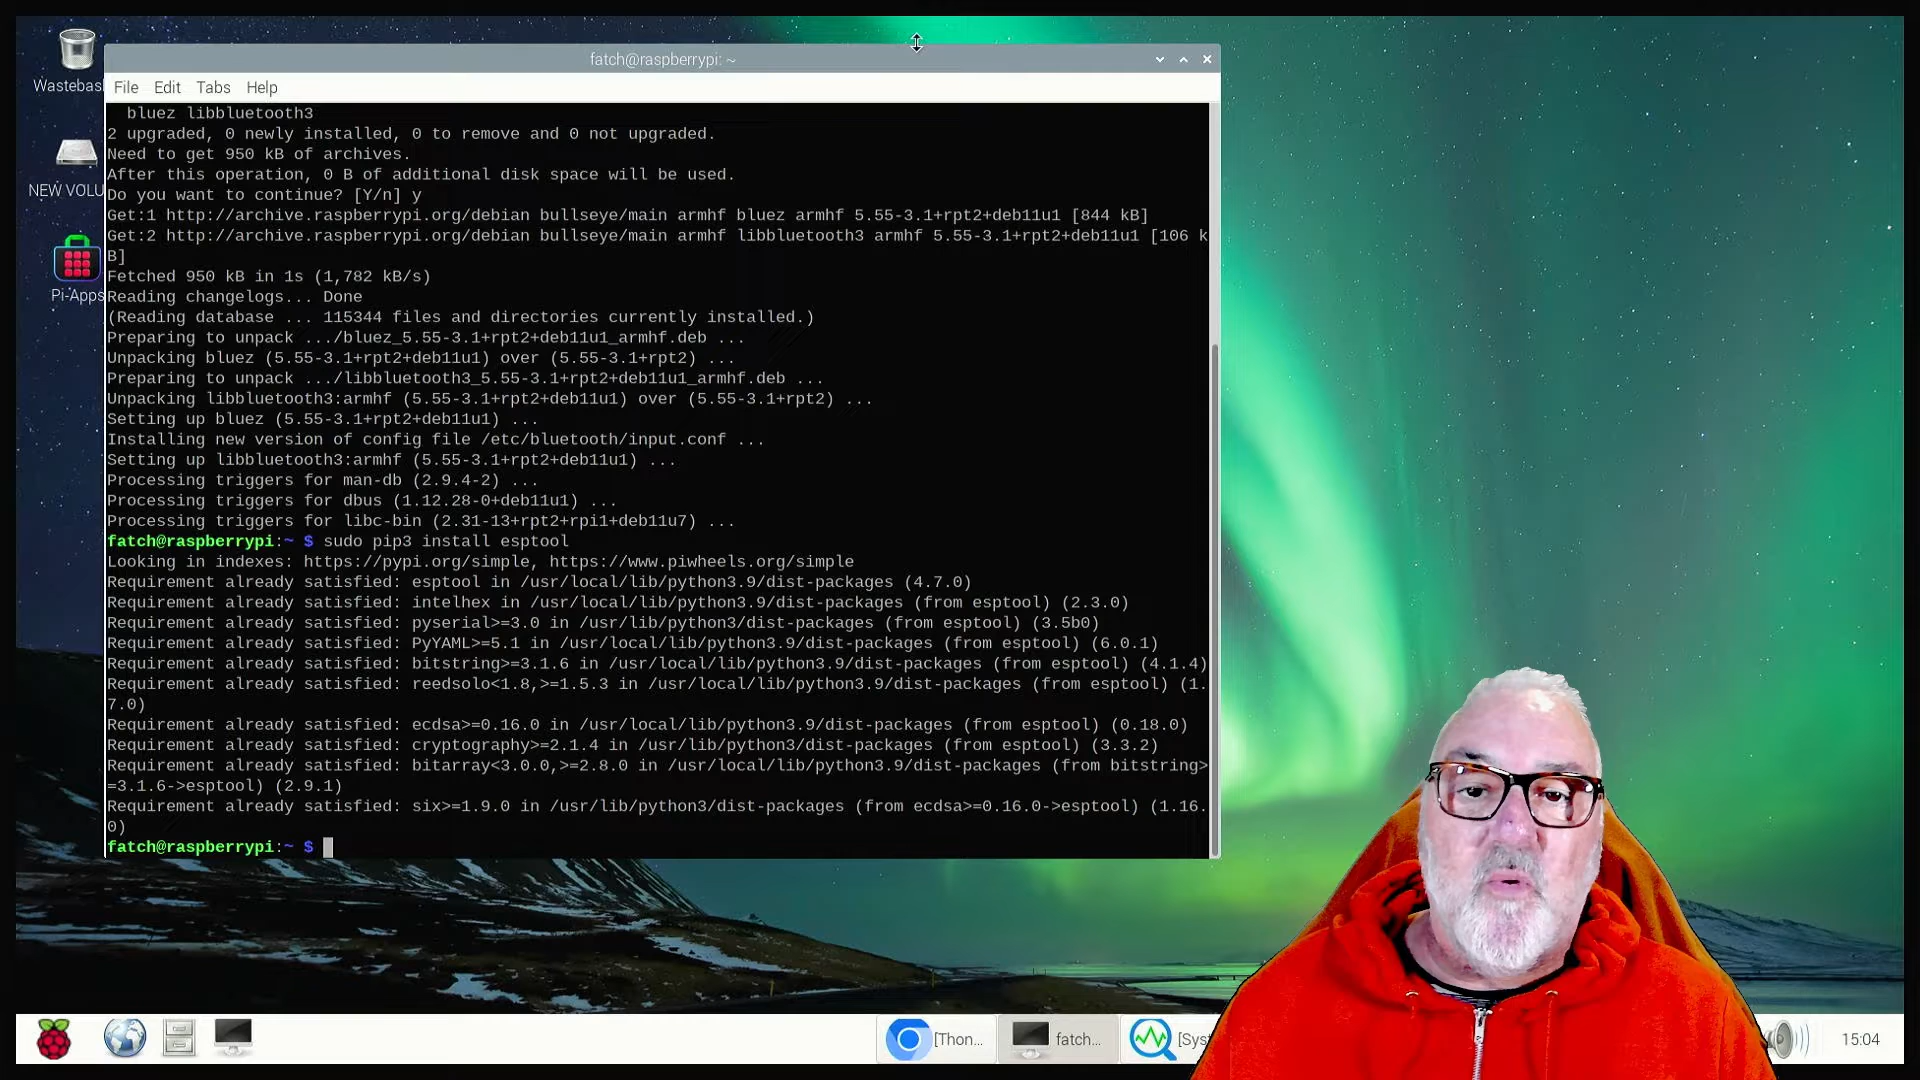 Wastebas
NEW VOLU
Pi-Apps
fatch@raspberrypi: ~
File Edit Tabs Help
bluez libbluetooth3
2 upgraded, 0 newly installed, 0 to remove and 0 not upgraded.
Need to get 950 kB of archives.
After this operation, 0 B of additional disk space will be used.
Do you want to continue? [Y/n] y
Get:1 http://archive.raspberrypi.org/debian bullseye/main armhf bluez armhf 5.55-3.1+rpt2+deb11u1 [844 kB]
Get:2 http://archive.raspberrypi.org/debian bullseye/main armhf libbluetooth3 armhf 5.55-3.1+rpt2+deb11u1 [106 k
B]
Fetched 950 kB in 1s (1,782 kB/s)
Reading changelogs... Done
(Reading database ... 115344 files and directories currently installed.)
Preparing to unpack .../bluez_5.55-3.1+rpt2+deb11u1_armhf.deb ...
Unpacking bluez (5.55-3.1+rpt2+deb11u1) over (5.55-3.1+rpt2) ...
Preparing to unpack .../libbluetooth3_5.55-3.1+rpt2+deb11u1_armhf.deb ...
Unpacking libbluetooth3:armhf (5.55-3.1+rpt2+deb11u1) over (5.55-3.1+rpt2) ...
Setting up bluez (5.55-3.1+rpt2+deb11u1) ...
Installing new version of config file /etc/bluetooth/input.conf ...
Setting up libbluetooth3:armhf (5.55-3.1+rpt2+deb11u1) ...
Processing triggers for man-db (2.9.4-2) ...
Processing triggers for dbus (1.12.28-0+deb11u1) ...
Processing triggers for libc-bin (2.31-13+rpt2+rpi1+deb11u7) ...
fatch@raspberrypi:~ $ sudo pip3 install esptool
Looking in indexes: https://pypi.org/simple, https://www.piwheels.org/simple
Requirement already satisfied: esptool in /usr/local/lib/python3.9/dist-packages (4.7.0)
Requirement already satisfied: intelhex in /usr/local/lib/python3.9/dist-packages (from esptool) (2.3.0)
Requirement already satisfied: pyserial>=3.0 in /usr/lib/python3/dist-packages (from esptool) (3.5b0)
Requirement already satisfied: PyYAML>=5.1 in /usr/local/lib/python3.9/dist-packages (from esptool) (6.0.1)
Requirement already satisfied: bitstring>=3.1.6 in /usr/local/lib/python3.9/dist-packages (from esptool) (4.1.4)
Requirement already satisfied: reedsolo<1.8,>=1.5.3 in /usr/local/lib/python3.9/dist-packages (from esptool) (1.
7.0)
Requirement already satisfied: ecdsa>=0.16.0 in /usr/local/lib/python3.9/dist-packages (from esptool) (0.18.0)
Requirement already satisfied: cryptography>=2.1.4 in /usr/lib/python3/dist-packages (from esptool) (3.3.2)
Requirement already satisfied: bitarray<3.0.0,>=2.8.0 in /usr/local/lib/python3.9/dist-packages (from bitstring>
=3.1.6->esptool) (2.9.1)
Requirement already satisfied: six>=1.9.0 in /usr/lib/python3/dist-packages (from ecdsa>=0.16.0->esptool) (1.16.
0)
fatch@raspberrypi:~ $
[Thon... fatch... [Sys 15:04